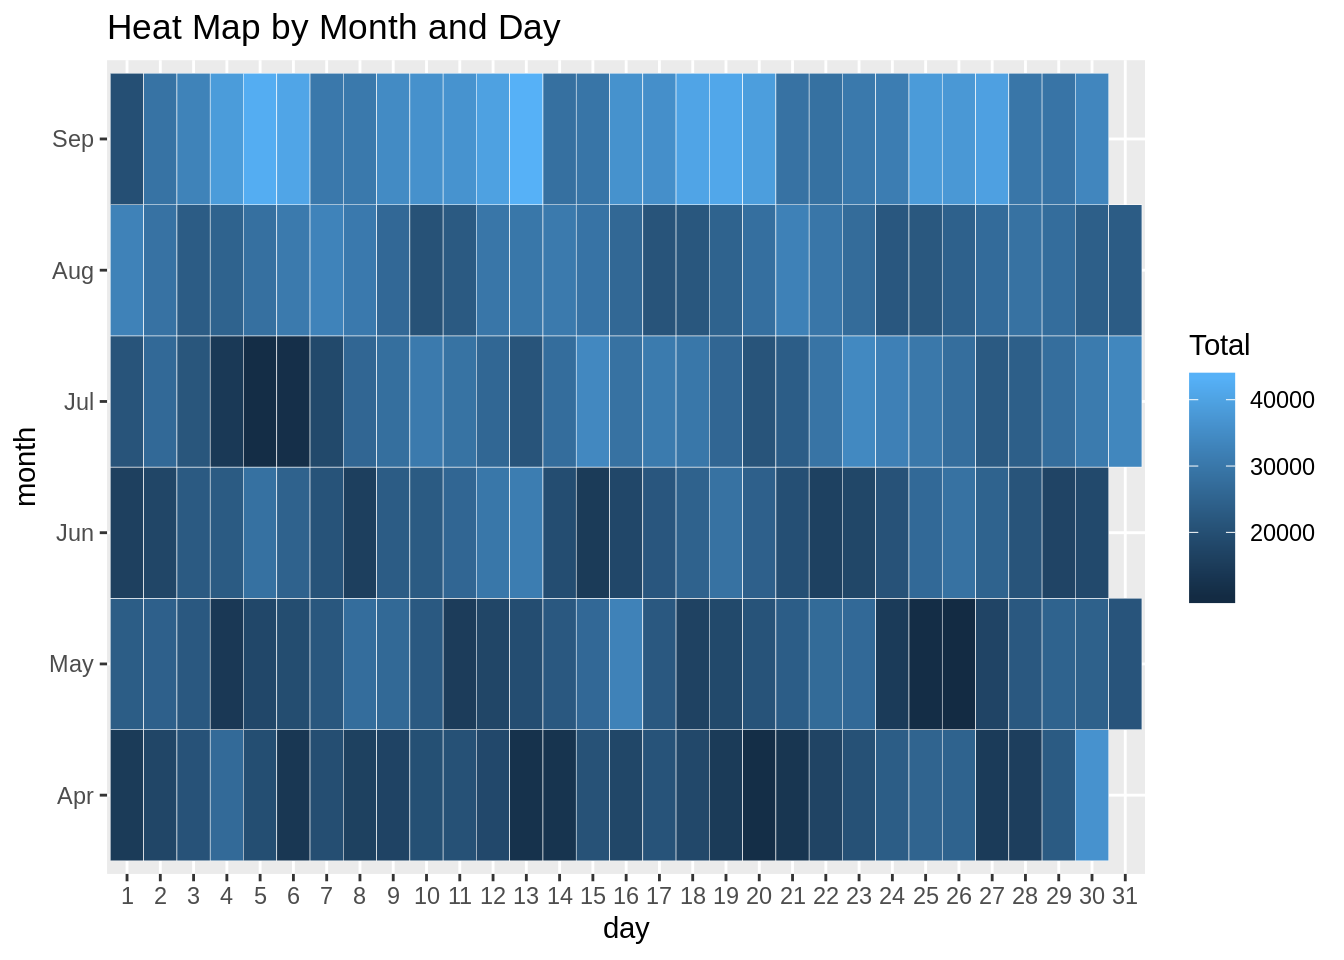 Heat Map by Month and Day
Sep
Aug
Jul
Jun
May
Apr
month
1 2 3 4 5 6 7 8 9 10 11 12 13 14 15 16 17 18 19 20 21 22 23 24 25 26 27 28 29 30 31
day
Total
40000
30000
20000